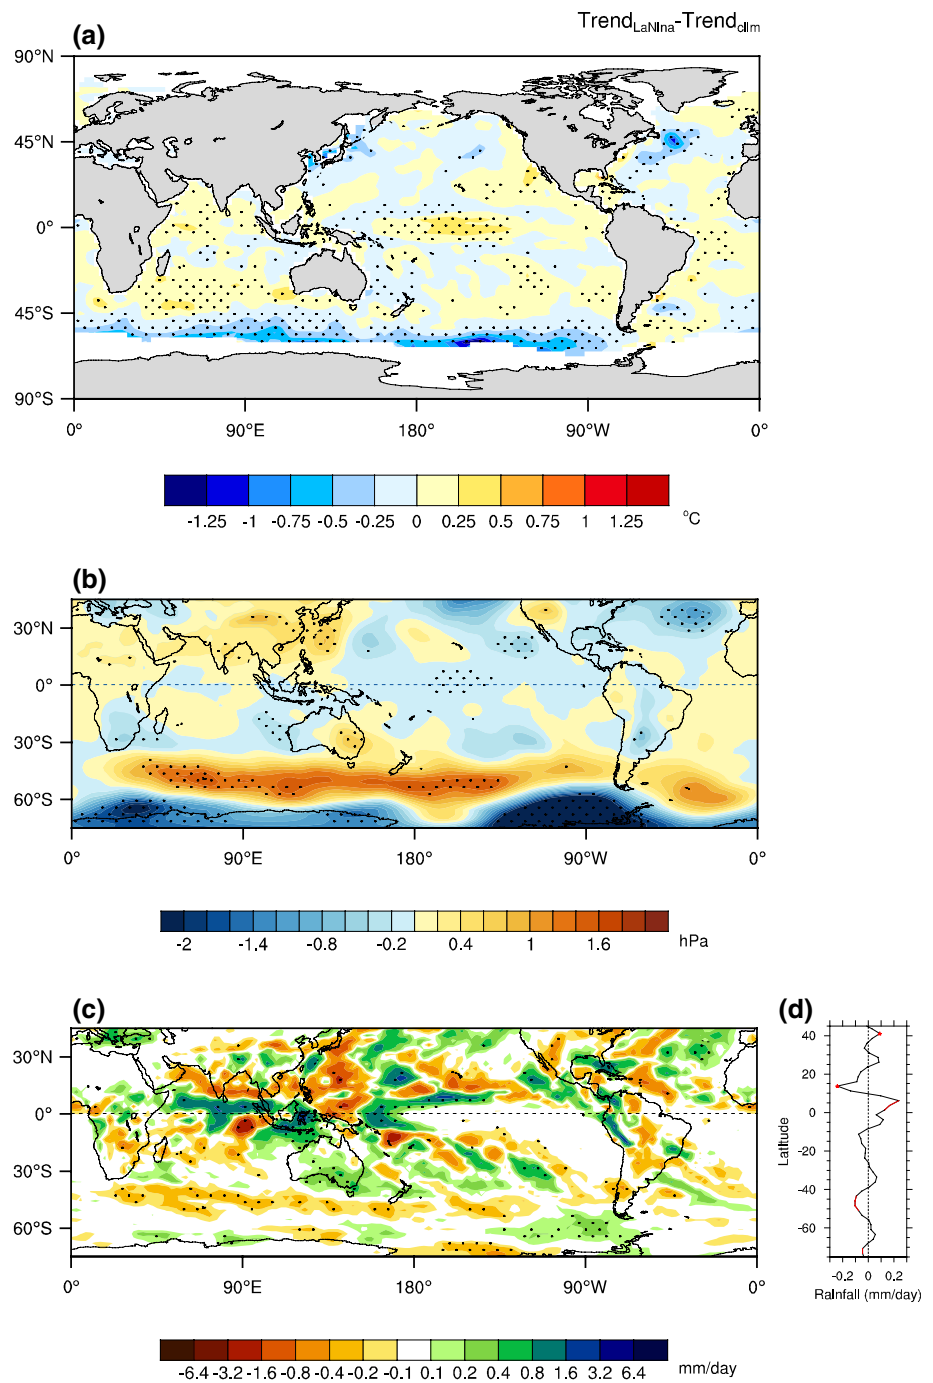 (a)
Trend LaNina-Trend clim
90°N
45°N
0°
45°S
90°S
0° 90°E 180° 90°W 0°
-1.25 -1 -0.75 -0.5 -0.25 0 0.25 0.5 0.75 1 1.25 °C
(b)
30°N
0°
30°S
60°S
0° 90°E 180° 90°W 0°
-2 -1.4 -0.8 -0.2 0.4 1 1.6 hPa
(c) (d)
30°N
0°
30°S
60°S
0° 90°E 180° 90°W 0°
40
20
0
-20
-40
-60
Latitude
-0.2 0 0.2
Rainfall (mm/day)
-6.4 -3.2 -1.6 -0.8 -0.4 -0.2 -0.1 0.1 0.2 0.4 0.8 1.6 3.2 6.4 mm/day